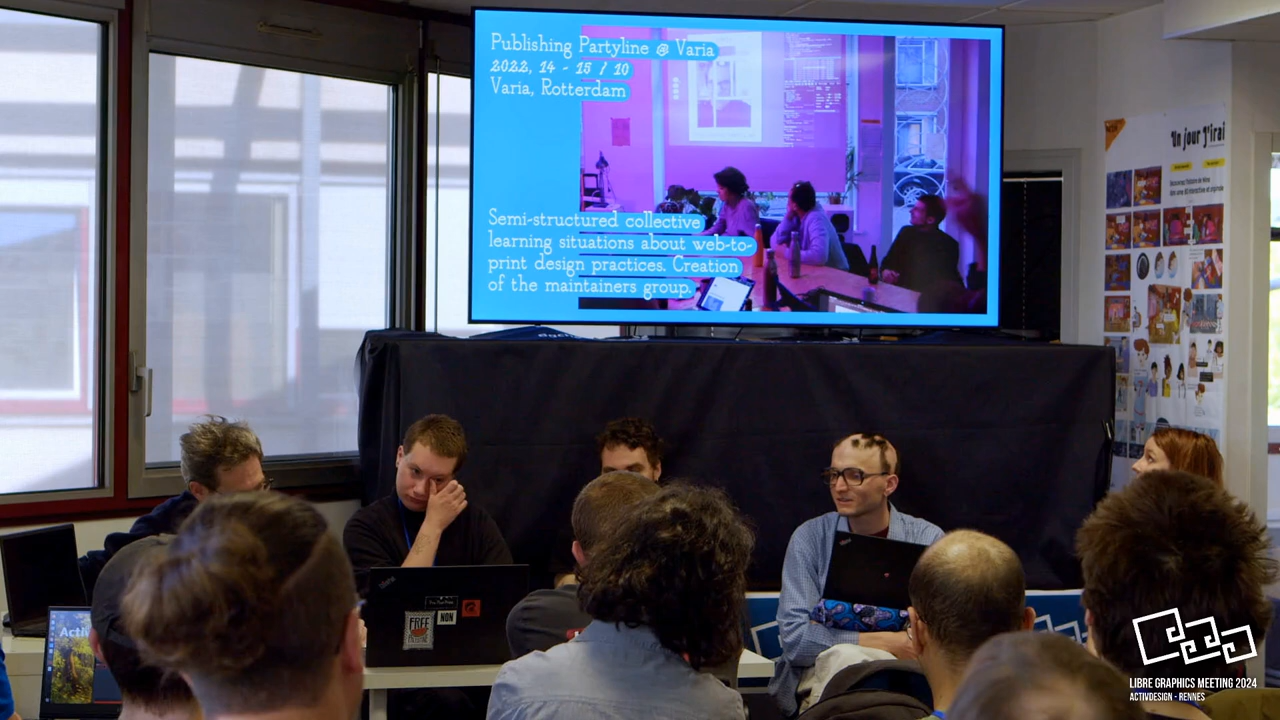 Publishing Partyline @ Varia
2022, 14 - 15 / 10
Varia, Rotterdam
Semi-structured collective
learning situations about web-to-
print design practices. Creation
of the maintainers group.
Un jour j'irai
FREE
NON
Activ
LIBRE GRAPHICS MEETING 2024
ACTIVDESIGN - RENNES